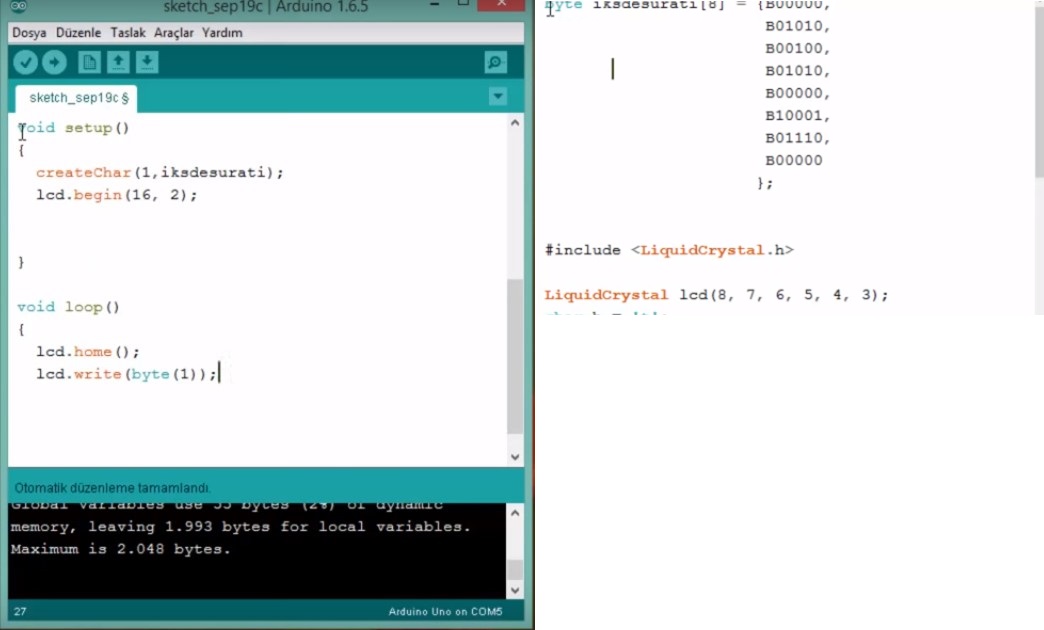 sketch_sep19c | Arduino 1.6.5
Dosya Düzenle Taslak Araçlar Yardım
sketch_sep19c §
void setup()
{
createChar(1,iksdesurati);
lcd.begin(16, 2);
}
void loop()
{
lcd.home();
lcd.write(byte(1));
Otomatik düzenleme tamamlandı.
Global variables use 55 bytes (2%) of dynamic
memory, leaving 1.993 bytes for local variables.
Maximum is 2.048 bytes.
27 Arduino Uno on COM5
byte iksdesurati[8] = {B00000,
B01010,
B00100,
B01010,
B00000,
B10001,
B01110,
B00000
};
#include <LiquidCrystal.h>
LiquidCrystal lcd(8, 7, 6, 5, 4, 3);